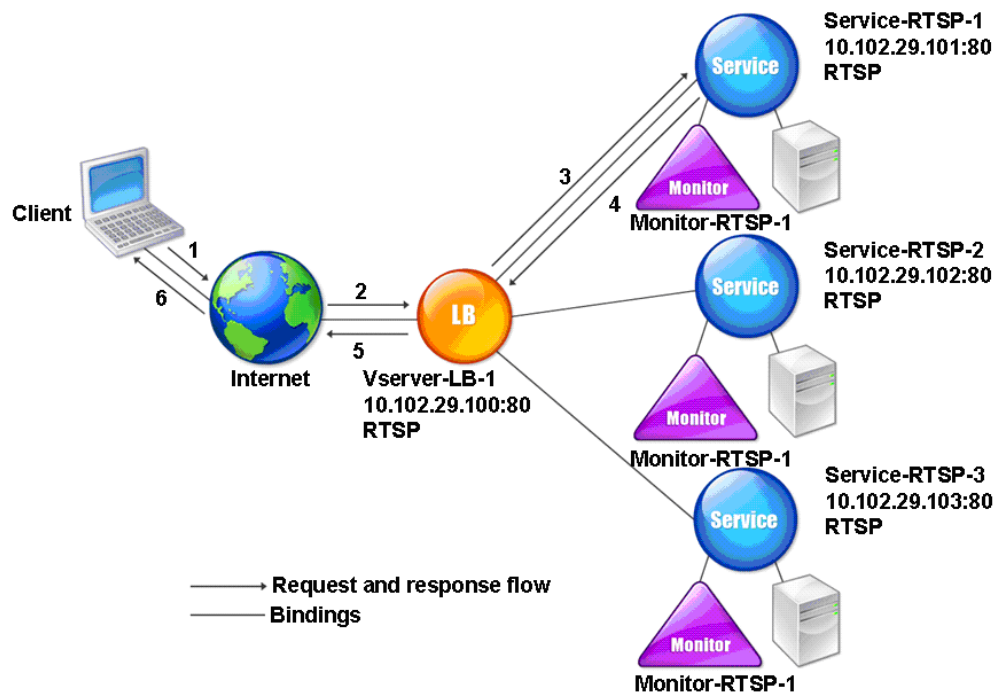 Service-RTSP-1
10.102.29.101:80
RTSP
Service
Monitor
Monitor-RTSP-1
3
4
Client
1
6
Internet
2
5
LB
Vserver-LB-1
10.102.29.100:80
RTSP
Service-RTSP-2
10.102.29.102:80
RTSP
Service
Monitor
Monitor-RTSP-1
Service-RTSP-3
10.102.29.103:80
RTSP
Service
Monitor
Monitor-RTSP-1
Request and response flow
Bindings